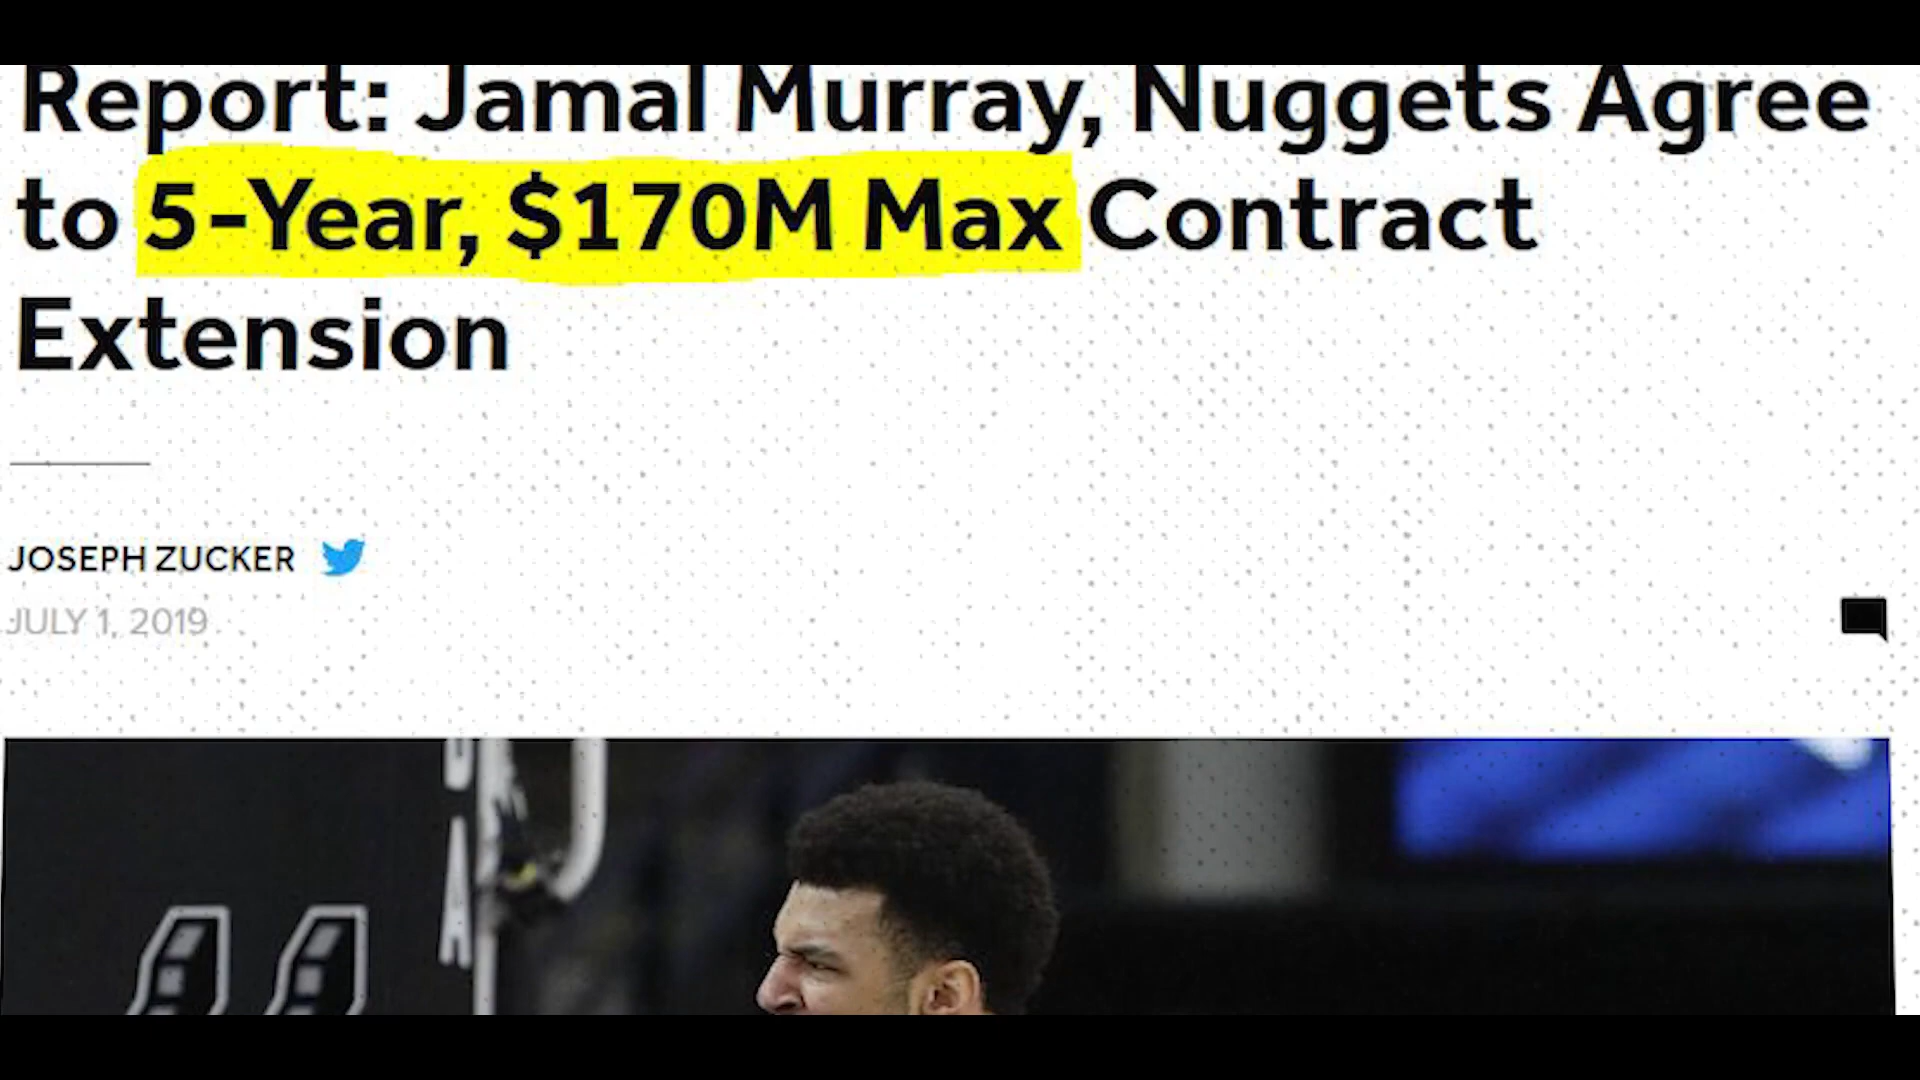 Report: Jamal Murray, Nuggets Agree
to 5-Year, $170M Max Contract
Extension
JOSEPH ZUCKER
JULY 1, 2019